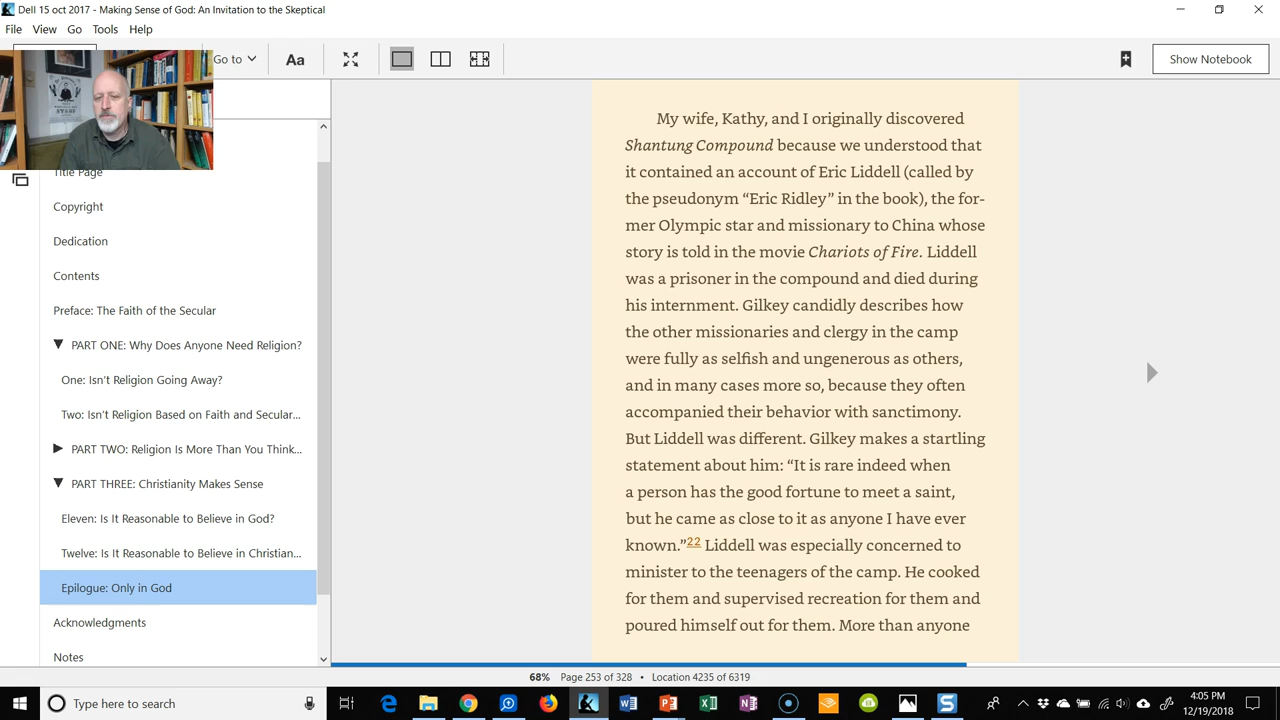 Dell 15 oct 2017 - Making Sense of God: An Invitation to the Skeptical
File View Go Tools Help
Go to Aa Show Notebook
Title Page
Copyright
Dedication
Contents
Preface: The Faith of the Secular
PART ONE: Why Does Anyone Need Religion?
One: Isn't Religion Going Away?
Two: Isn't Religion Based on Faith and Secular...
PART TWO: Religion Is More Than You Think...
PART THREE: Christianity Makes Sense
Eleven: Is It Reasonable to Believe in God?
Twelve: Is It Reasonable to Believe in Christian...
Epilogue: Only in God
Acknowledgments
Notes
My wife, Kathy, and I originally discovered
Shantung Compound because we understood that
it contained an account of Eric Liddell (called by
the pseudonym “Eric Ridley” in the book), the for-
mer Olympic star and missionary to China whose
story is told in the movie Chariots of Fire. Liddell
was a prisoner in the compound and died during
his internment. Gilkey candidly describes how
the other missionaries and clergy in the camp
were fully as selfish and ungenerous as others,
and in many cases more so, because they often
accompanied their behavior with sanctimony.
But Liddell was different. Gilkey makes a startling
statement about him: “It is rare indeed when
a person has the good fortune to meet a saint,
but he came as close to it as anyone I have ever
known.”22 Liddell was especially concerned to
minister to the teenagers of the camp. He cooked
for them and supervised recreation for them and
poured himself out for them. More than anyone
68% Page 253 of 328 • Location 4235 of 6319
Type here to search
4:05 PM
12/19/2018